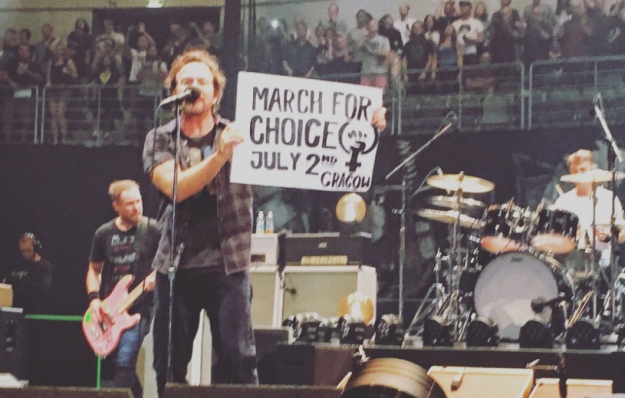 MARCH FOR
CHOICE
JULY 2ND
CRACOW